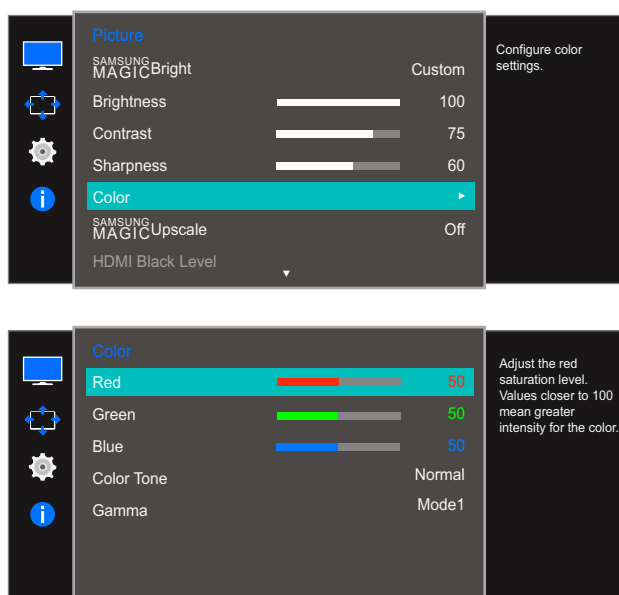 Picture
SAMSUNG
MAGICBright Custom
Brightness 100
Contrast 75
Sharpness 60
Color
SAMSUNG
MAGICUpscale Off
HDMI Black Level
Configure color
settings.
Color
Red 50
Green 50
Blue 50
Color Tone Normal
Gamma Mode1
Adjust the red
saturation level.
Values closer to 100
mean greater
intensity for the color.